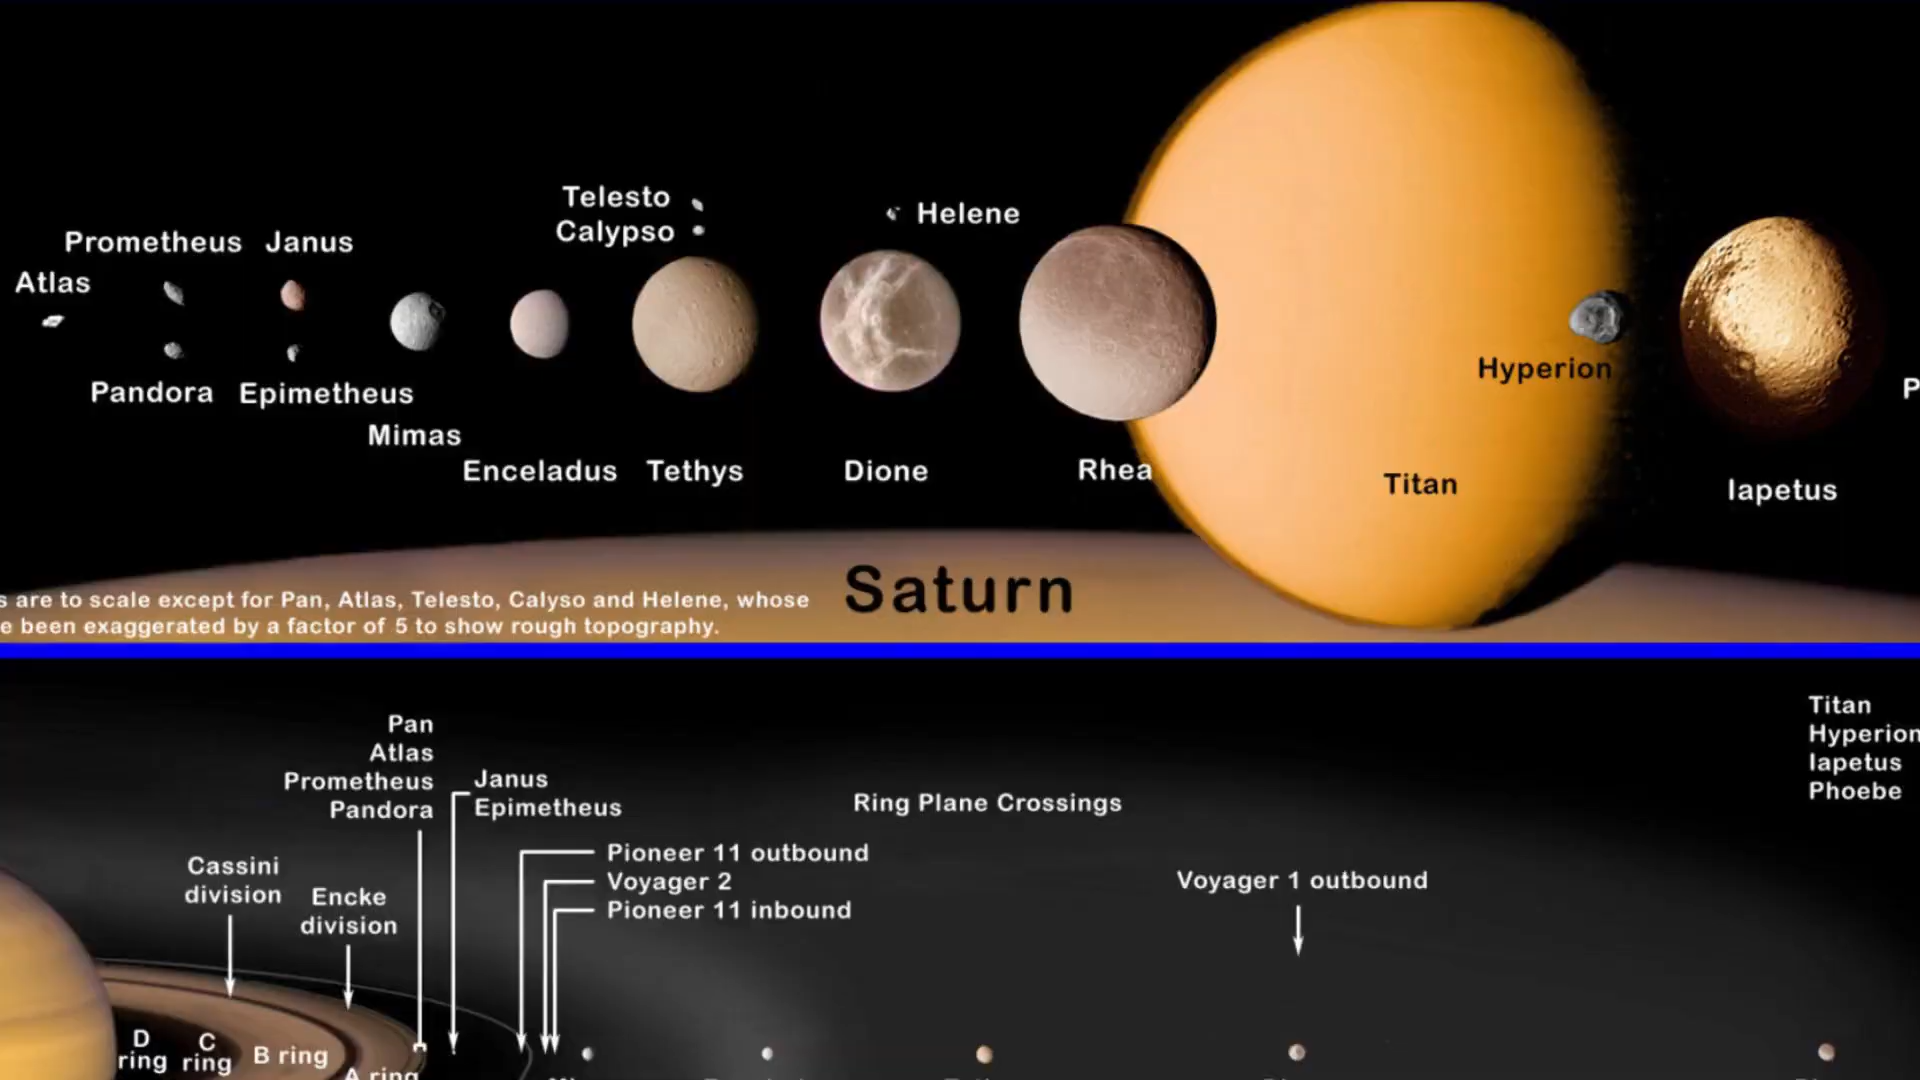 Telesto
Calypso
Helene
Prometheus
Janus
Atlas
Pandora
Epimetheus
Hyperion
Mimas
Enceladus
Tethys
Dione
Rhea
Titan
Iapetus
Saturn
are to scale except for Pan, Atlas, Telesto, Calyso and Helene, whose
been exaggerated by a factor of 5 to show rough topography.
Pan
Atlas
Prometheus
Pandora
Janus
Epimetheus
Ring Plane Crossings
Titan
Hyperion
Iapetus
Phoebe
Pioneer 11 outbound
Voyager 2
Pioneer 11 inbound
Voyager 1 outbound
Cassini
division
Encke
division
D
ring
C
ring
B ring
A ring